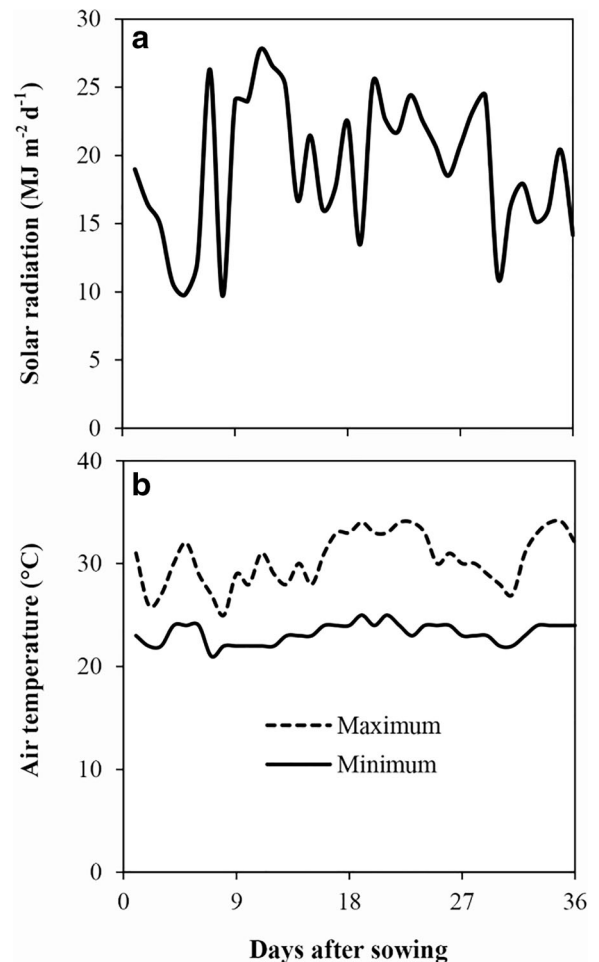 a
Solar radiation (MJ m⁻² d⁻¹)
30
25
20
15
10
5
0
b
Air temperature (°C)
40
30
20
10
0
Maximum
Minimum
0 9 18 27 36
Days after sowing